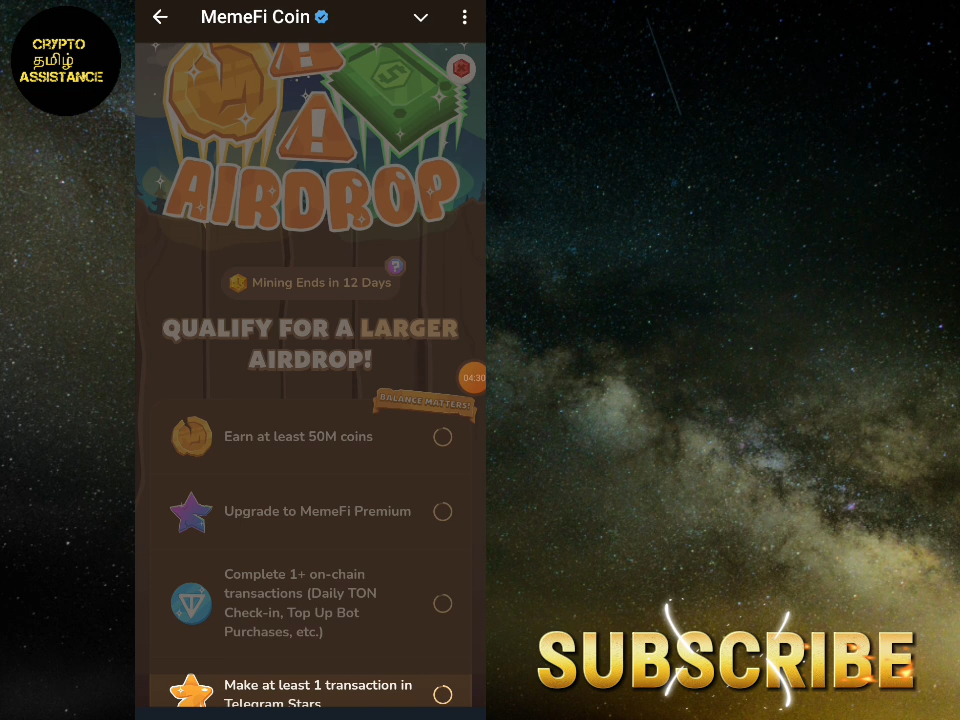 CRYPTO
தமிழ்
ASSISTANCE
MemeFi Coin
AIRDROP
Mining Ends in 12 Days
?
QUALIFY FOR A LARGER
AIRDROP!
04:30
BALANCE MATTERS!
Earn at least 50M coins
Upgrade to MemeFi Premium
Complete 1+ on-chain
transactions (Daily TON
Check-in, Top Up Bot
Purchases, etc.)
Make at least 1 transaction in
Telegram Stars
SUBSCRIBE